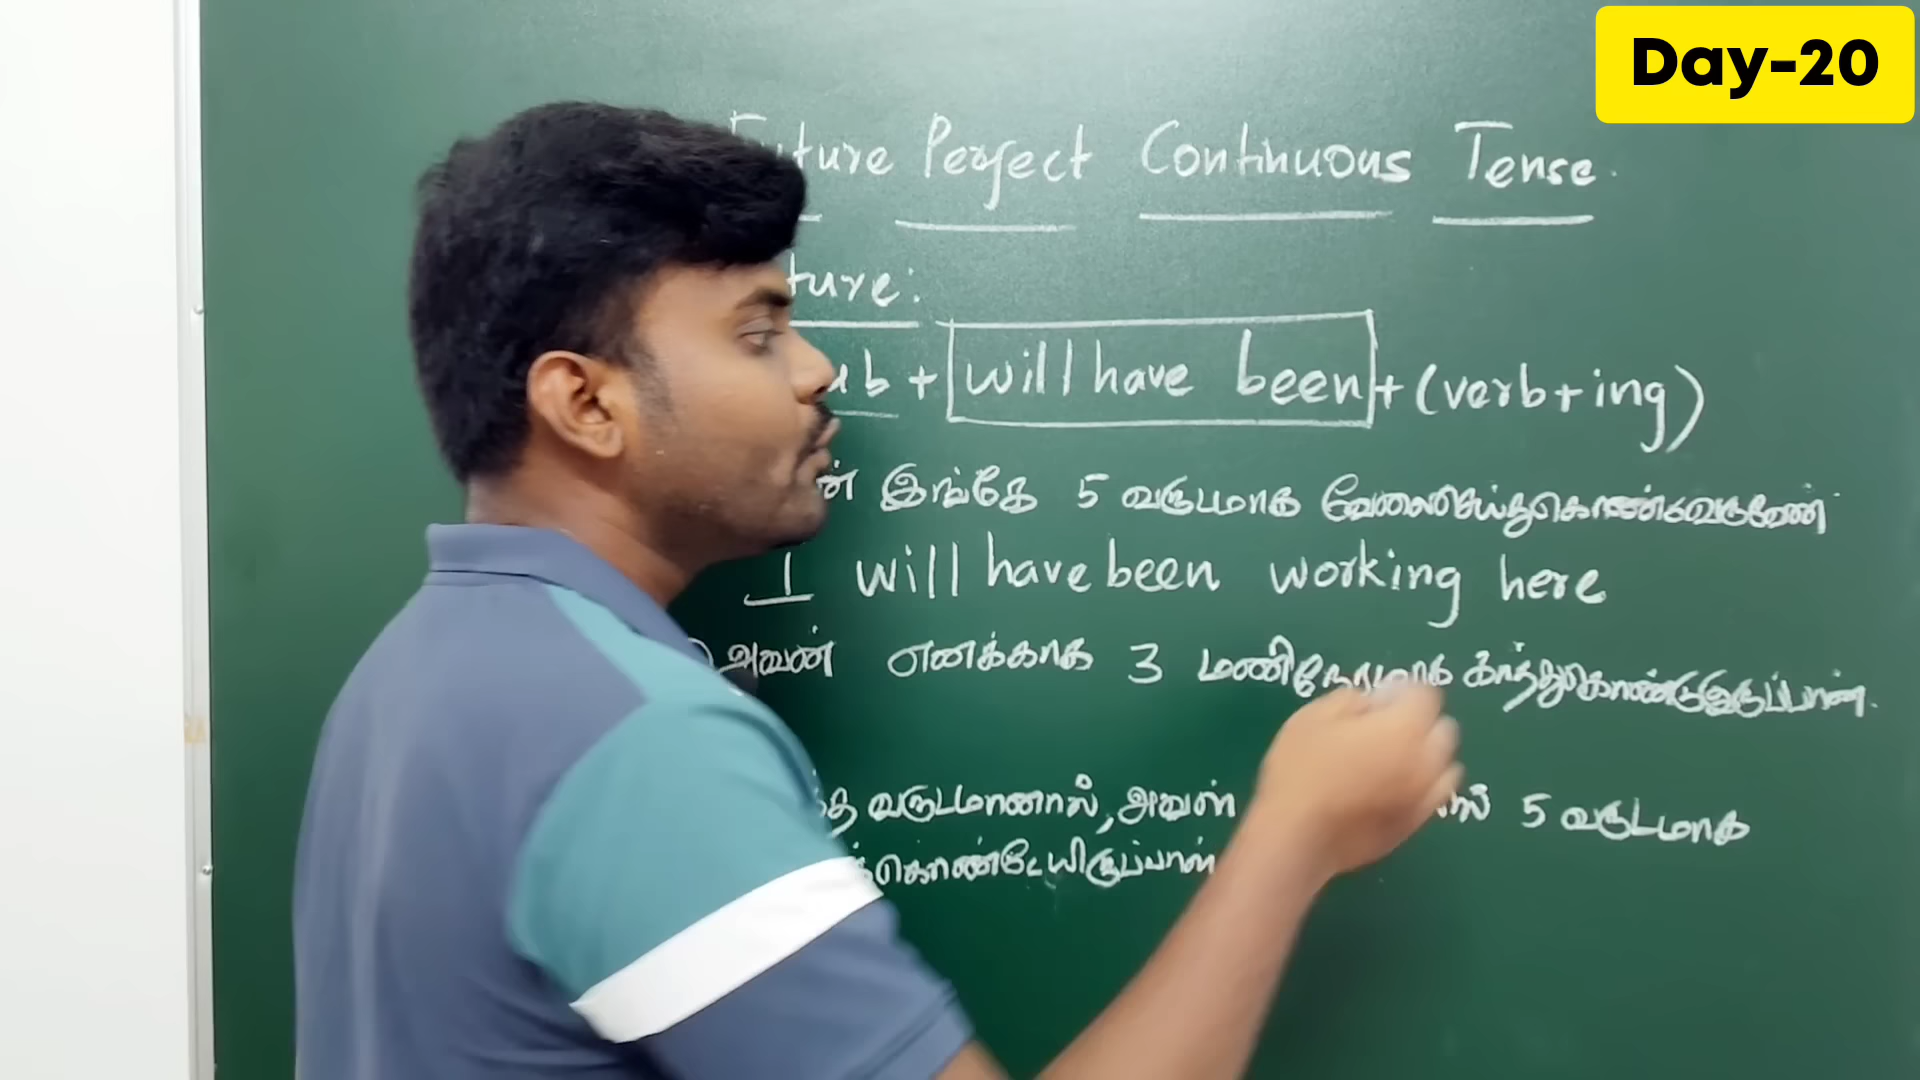 Day-20
Future Perfect Continuous Tense.
ture:
ub + will have been + (verb+ing)
ன் இங்கே 5 வருடமாக வேலைசெய்துகொண்டிருவேன்
I will have been working here
அவன் எனக்காக 3 மணிநேரமாக காத்துகொண்டுஇருப்பான்.
த வருடமானால், அவள் ல் 5 வருடமாக
க்கொண்டேயிருப்பாள்